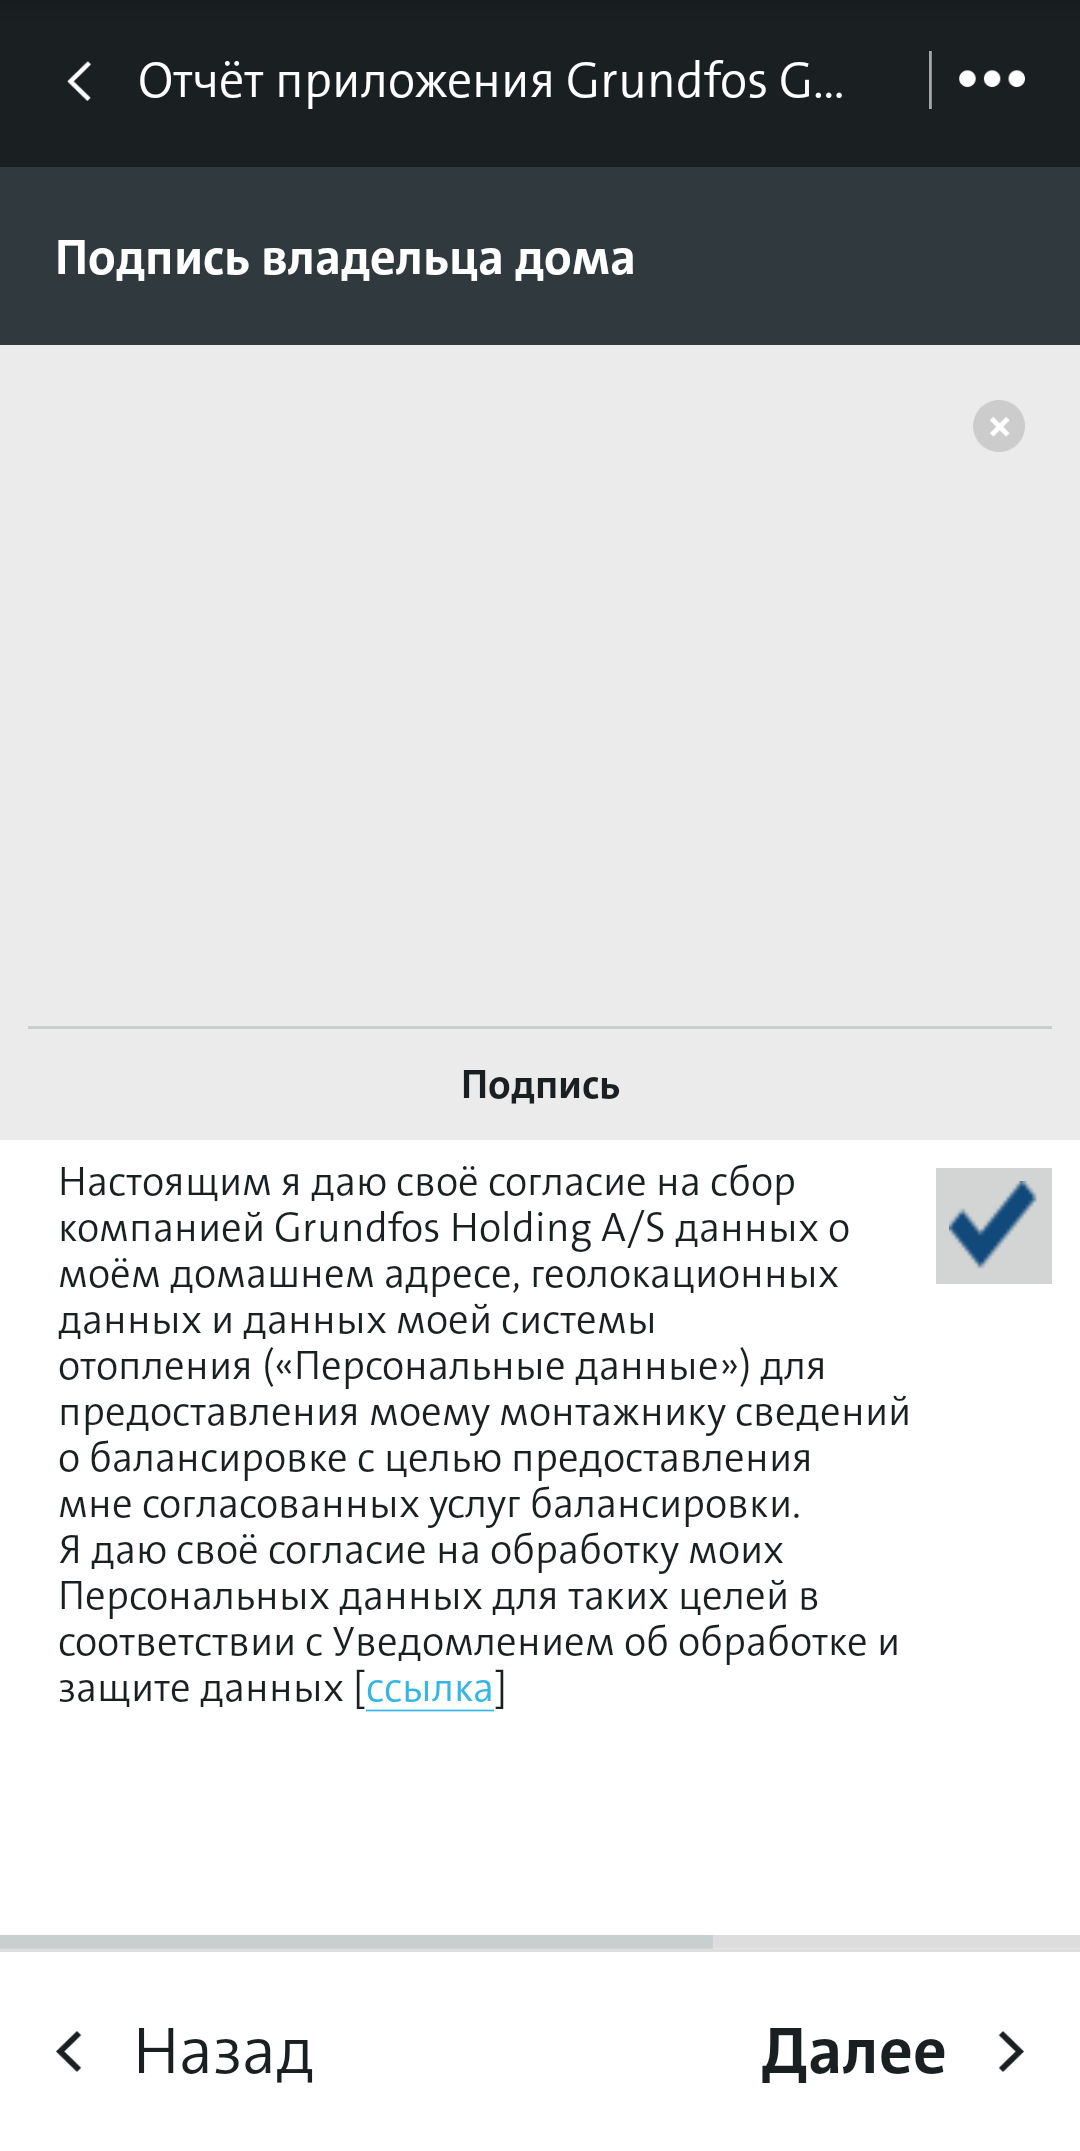 Отчёт приложения Grundfos G...
Подпись владельца дома
Подпись
Настоящим я даю своё согласие на сбор
компанией Grundfos Holding A/S данных о
моём домашнем адресе, геолокационных
данных и данных моей системы
отопления («Персональные данные») для
предоставления моему монтажнику сведений
о балансировке с целью предоставления
мне согласованных услуг балансировки.
Я даю своё согласие на обработку моих
Персональных данных для таких целей в
соответствии с Уведомлением об обработке и
защите данных [ссылка]
Назад
Далее